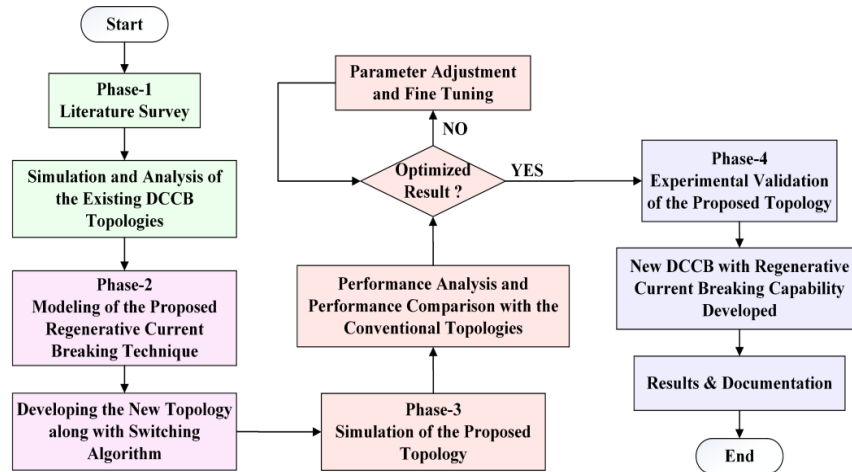 Start
Phase-1
Literature Survey
Simulation and Analysis of
the Existing DCCB
Topologies
Phase-2
Modeling of the Proposed
Regenerative Current
Breaking Technique
Developing the New Topology
along with Switching
Algorithm
Phase-3
Simulation of the Proposed
Topology
Performance Analysis and
Performance Comparison with the
Conventional Topologies
Optimized
Result ?
NO
Parameter Adjustment
and Fine Tuning
YES
Phase-4
Experimental Validation
of the Proposed Topology
New DCCB with Regenerative
Current Breaking Capability
Developed
Results & Documentation
End